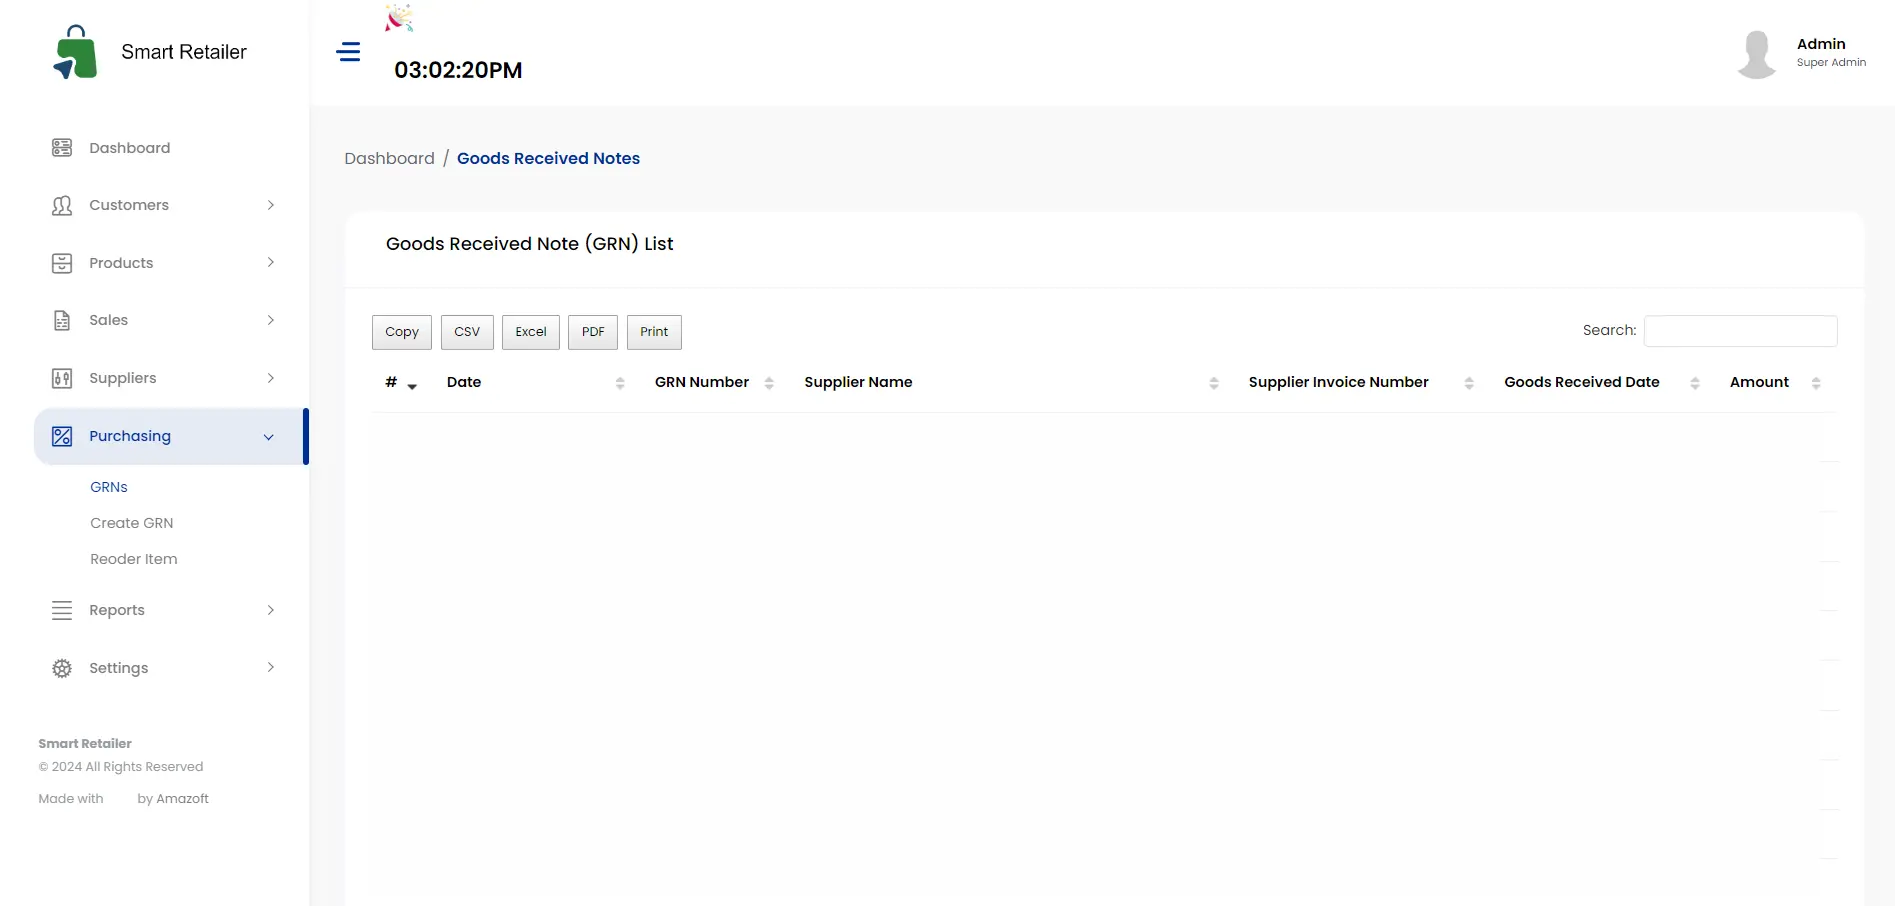 Smart Retailer
03:02:20PM
Admin
Super Admin
Dashboard
Customers
Products
Sales
Suppliers
Purchasing
GRNs
Create GRN
Reoder Item
Reports
Settings
Smart Retailer
© 2024 All Rights Reserved
Made with by Amazoft
Dashboard / Goods Received Notes
Goods Received Note (GRN) List
Copy CSV Excel PDF Print Search:
# Date GRN Number Supplier Name Supplier Invoice Number Goods Received Date Amount